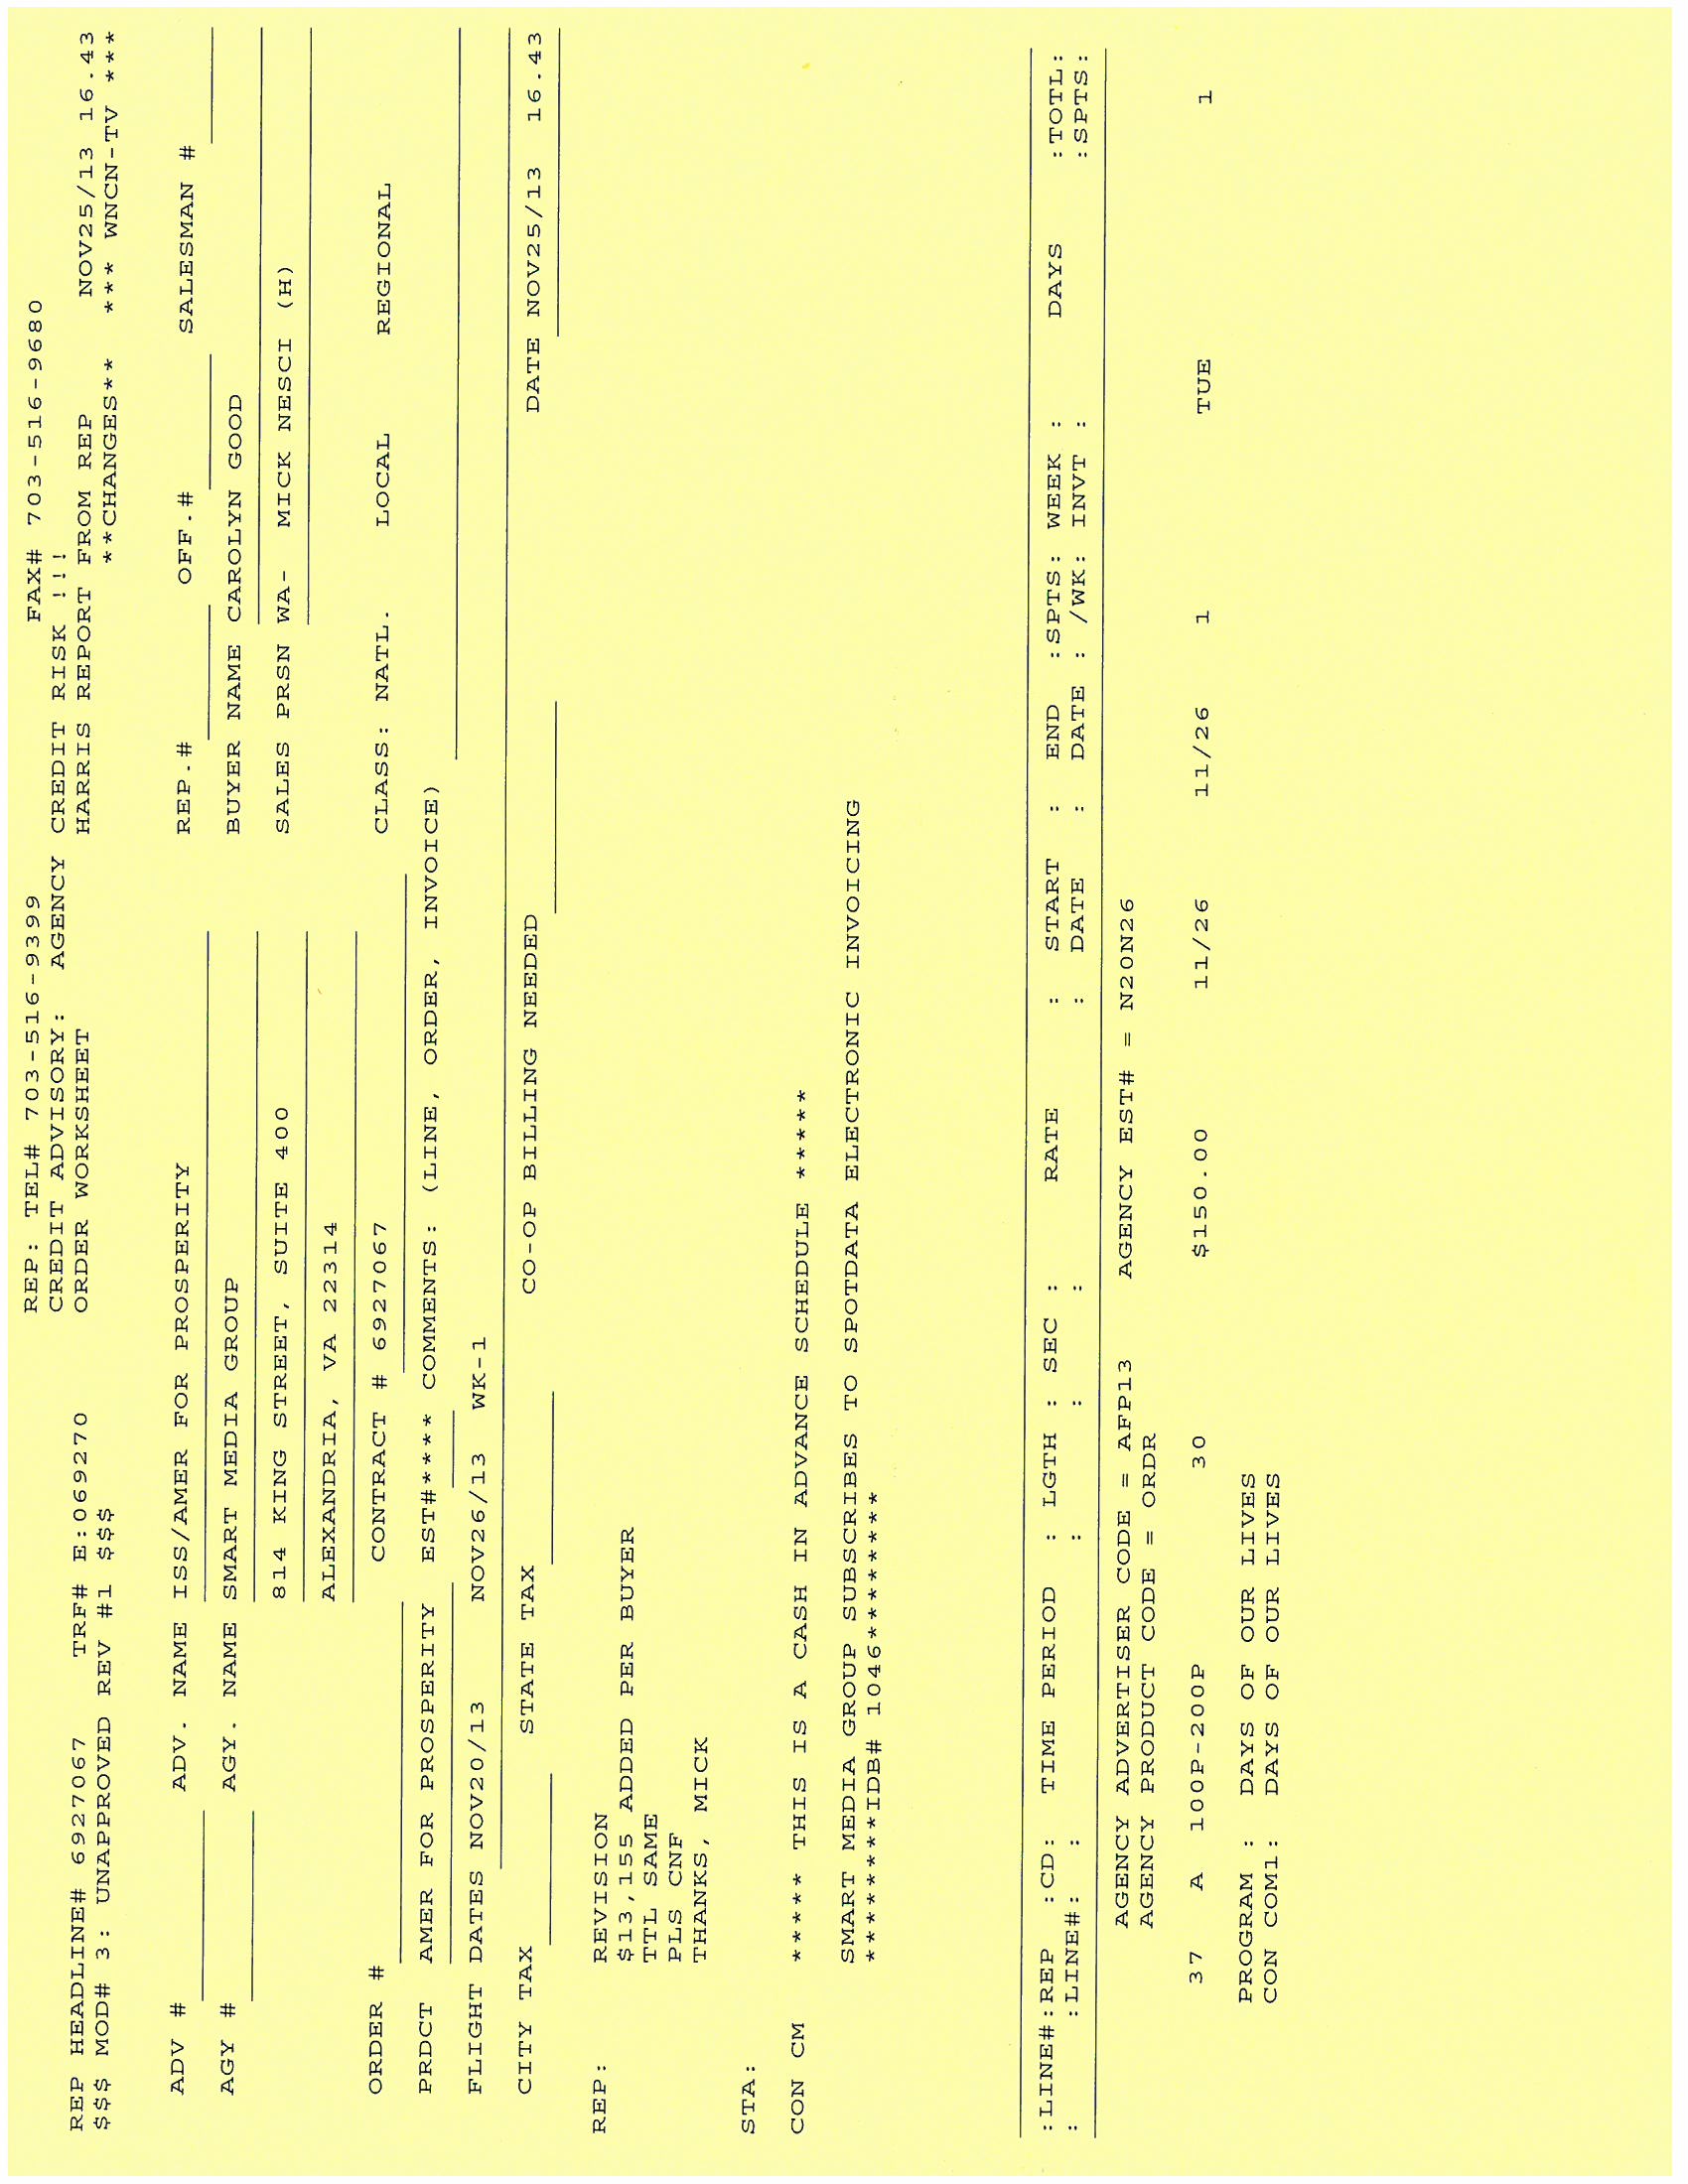 REP: TEL# 703-516-9399 FAX# 703-516-9680
CREDIT ADVISORY: AGENCY CREDIT RISK !!!
REP HEADLINE# 6927067 TRF# E:069270 ORDER WORKSHEET HARRIS REPORT FROM REP NOV25/13 16.43
$$$ MOD# 3: UNAPPROVED REV #1 $$$ **CHANGES** *** WNCN-TV ***
ADV # ADV. NAME ISS/AMER FOR PROSPERITY REP.# OFF.# SALESMAN #
AGY # AGY. NAME SMART MEDIA GROUP BUYER NAME CAROLYN GOOD
814 KING STREET, SUITE 400 SALES PRSN WA- MICK NESCI (H)
ALEXANDRIA, VA 22314
ORDER # CONTRACT # 6927067 CLASS: NATL. LOCAL REGIONAL
PRDCT AMER FOR PROSPERITY EST#**** COMMENTS: (LINE, ORDER, INVOICE)
FLIGHT DATES NOV20/13 NOV26/13 WK-1
CITY TAX STATE TAX CO-OP BILLING NEEDED DATE NOV25/13 16.43
REP: REVISION
$13,155 ADDED PER BUYER
TTL SAME
PLS CNF
THANKS, MICK
STA:
CON CM ***** THIS IS A CASH IN ADVANCE SCHEDULE *****
SMART MEDIA GROUP SUBSCRIBES TO SPOTDATA ELECTRONIC INVOICING
*********IDB# 1046*********
:LINE#:REP :CD: TIME PERIOD : LGTH : SEC : RATE : START : END :SPTS: WEEK : DAYS :TOTL:
: :LINE#: : : : : : DATE : DATE : /WK: INVT : :SPTS:
AGENCY ADVERTISER CODE = AFP13 AGENCY EST# = N20N26
AGENCY PRODUCT CODE = ORDR
37 A 100P-200P 30 $150.00 11/26 11/26 1 TUE 1
PROGRAM : DAYS OF OUR LIVES
CON COM1: DAYS OF OUR LIVES